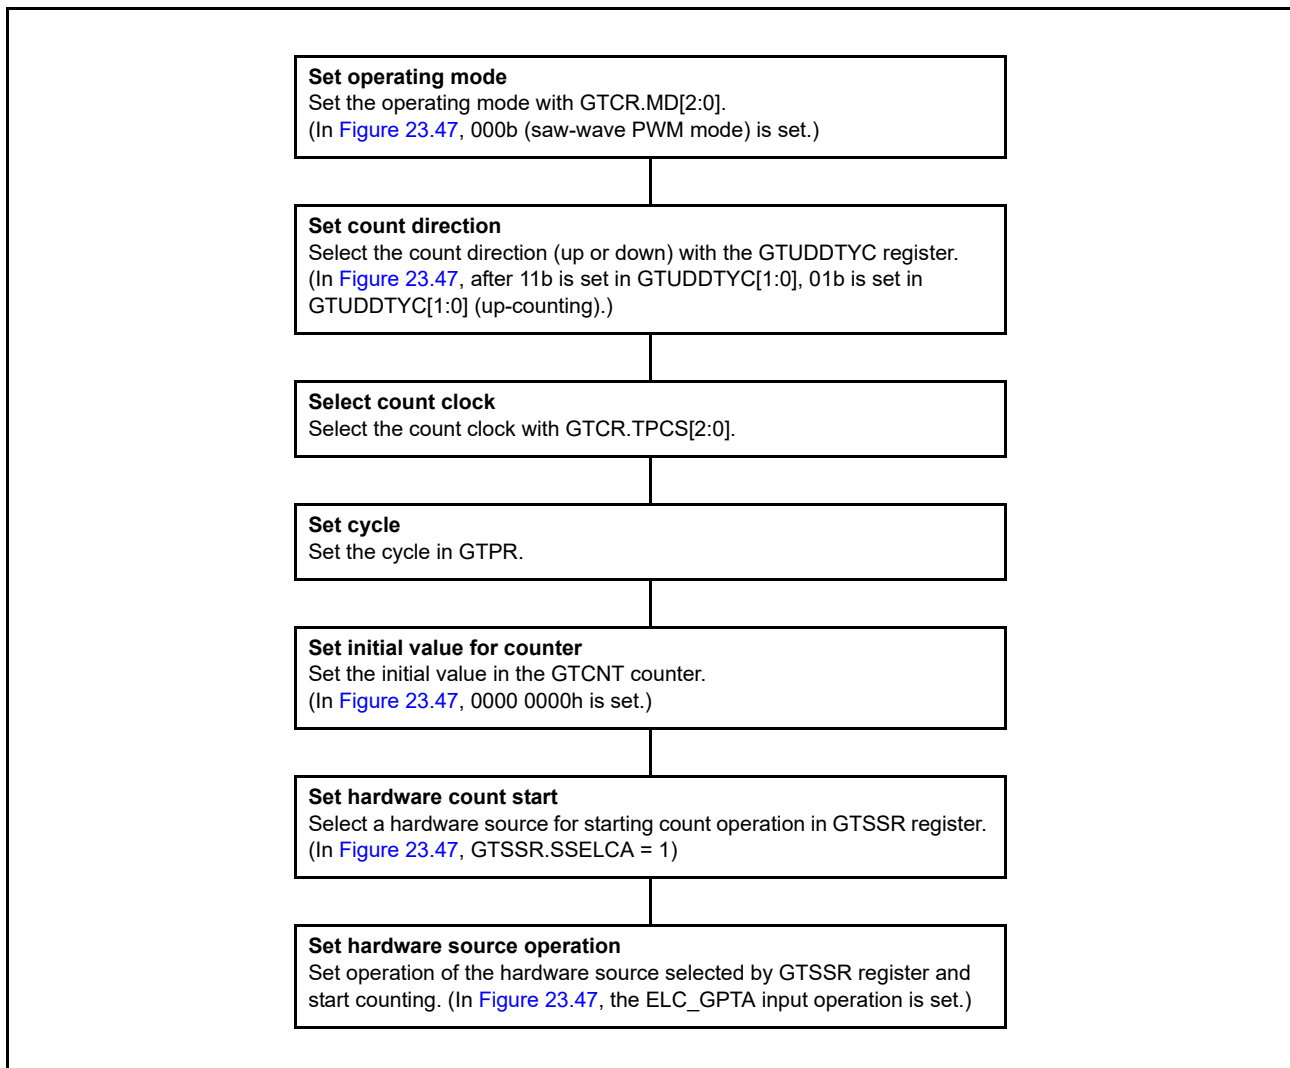 Set operating mode
Set the operating mode with GTCR.MD[2:0].
(In Figure 23.47, 000b (saw-wave PWM mode) is set.)
Set count direction
Select the count direction (up or down) with the GTUDDTYC register.
(In Figure 23.47, after 11b is set in GTUDDTYC[1:0], 01b is set in
GTUDDTYC[1:0] (up-counting).)
Select count clock
Select the count clock with GTCR.TPCS[2:0].
Set cycle
Set the cycle in GTPR.
Set initial value for counter
Set the initial value in the GTCNT counter.
(In Figure 23.47, 0000 0000h is set.)
Set hardware count start
Select a hardware source for starting count operation in GTSSR register.
(In Figure 23.47, GTSSR.SSELCA = 1)
Set hardware source operation
Set operation of the hardware source selected by GTSSR register and
start counting. (In Figure 23.47, the ELC_GPTA input operation is set.)